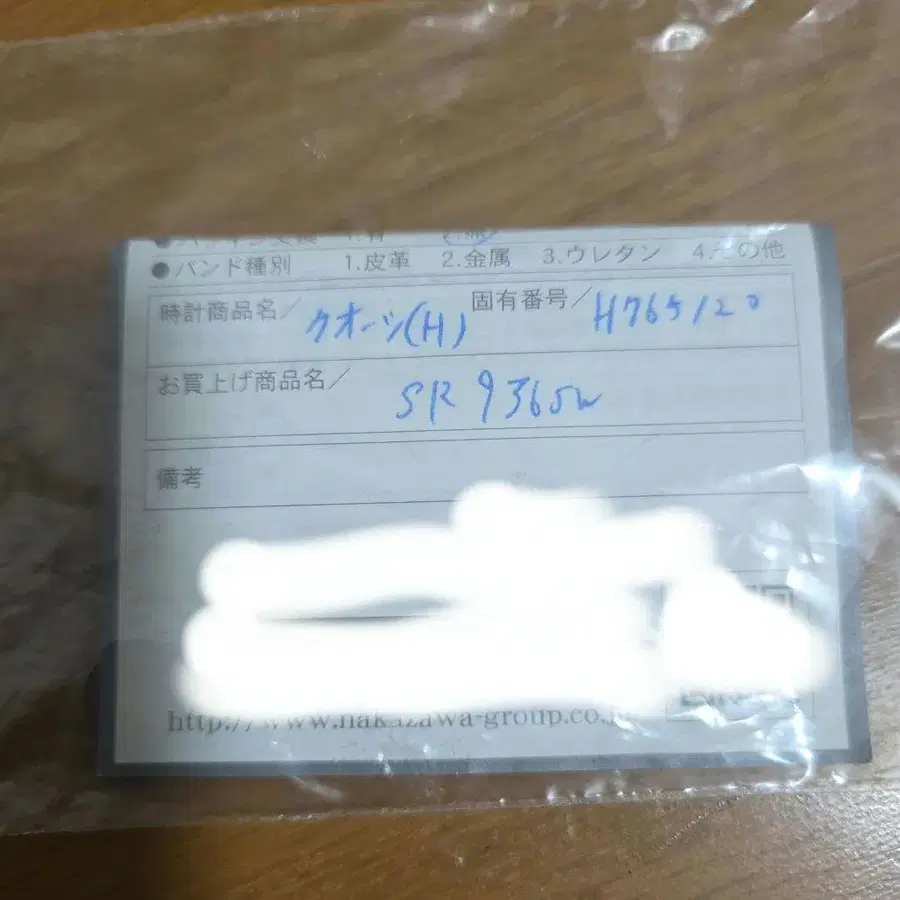 ●バンド種別 1.皮革 2.金属 3.ウレタン 4.その他
時計商品名/ クオーツ(H) 固有番号/ H765120
お買上げ商品名/ SR936SW
備考
http://www.nakazawa-group.co.j